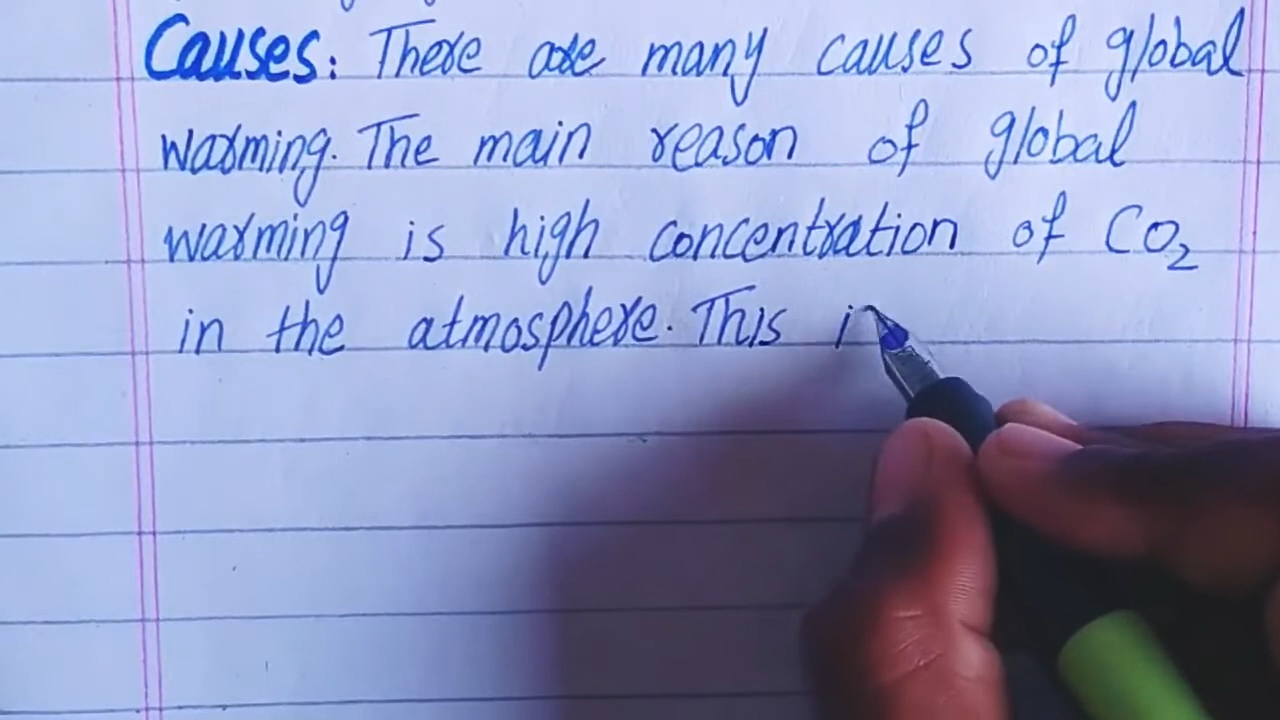 Causes: There are many causes of global
warming. The main reason of global
warming is high concentration of CO₂
in the atmosphere. This i